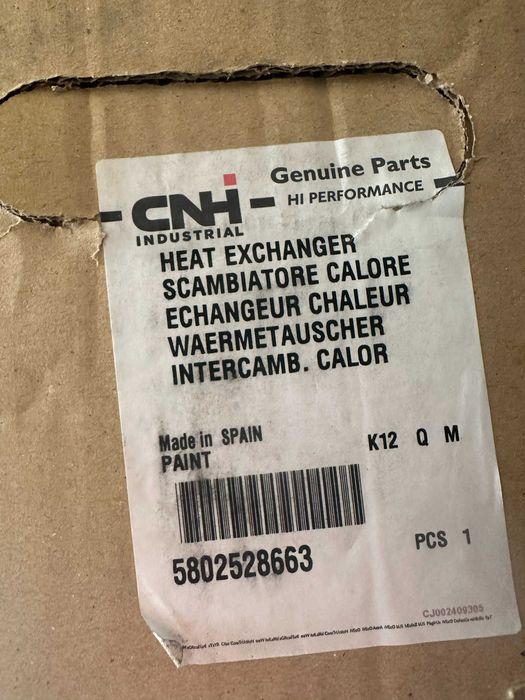 Genuine Parts
HI PERFORMANCE
CNH
INDUSTRIAL
HEAT EXCHANGER
SCAMBIATORE CALORE
ECHANGEUR CHALEUR
WAERMETAUSCHER
INTERCAMB. CALOR
Made in SPAIN
PAINT
K12 Q M
5802528663
PCS 1
CJ002409305